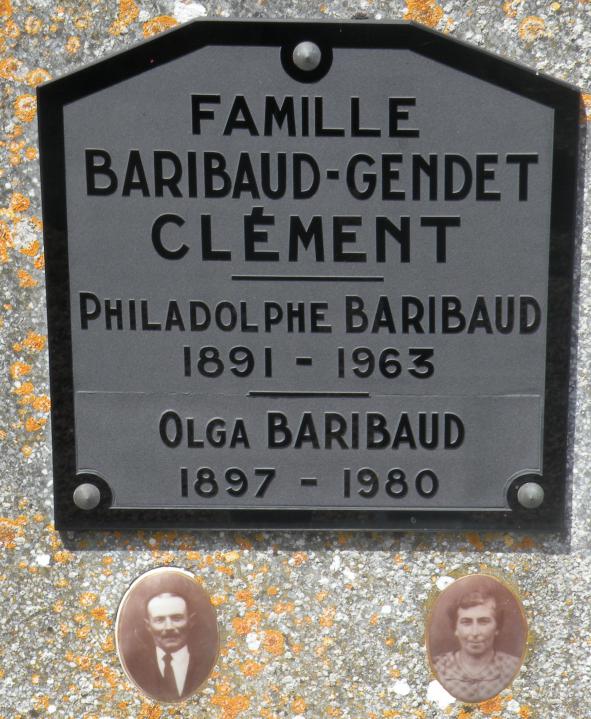 FAMILLE
BARIBAUD-GENDET
CLÉMENT
PHILADOLPHE BARIBAUD
1891 - 1963
OLGA BARIBAUD
1897 - 1980